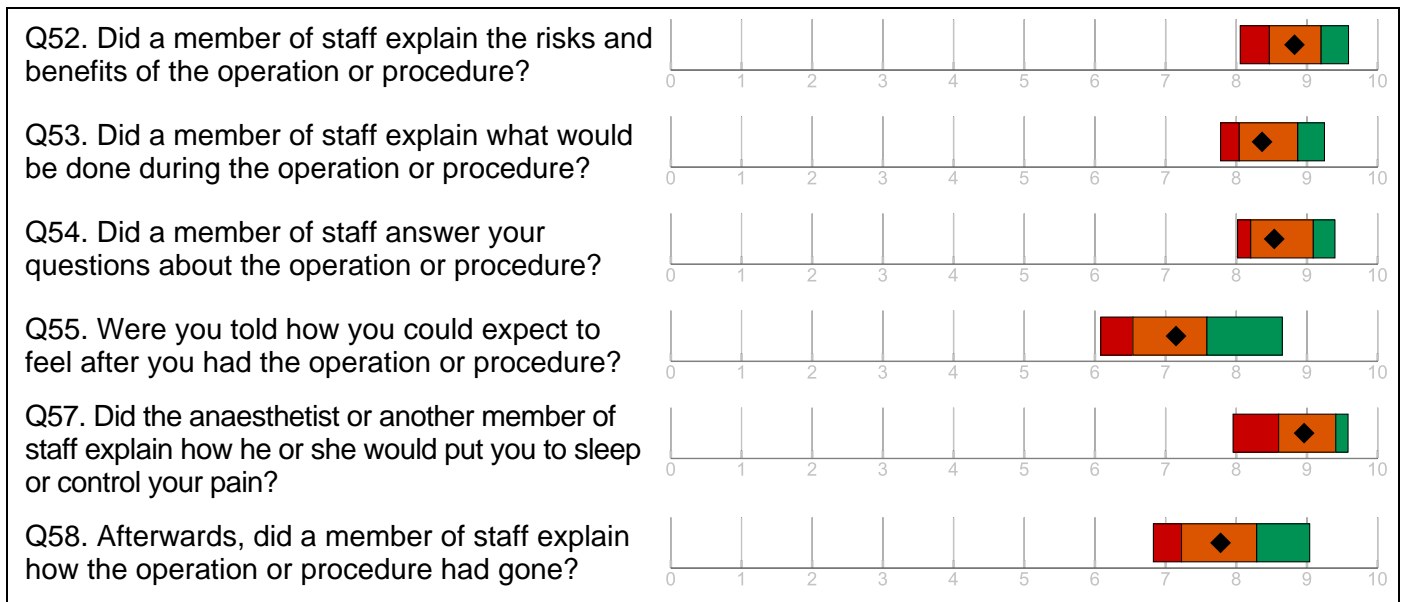 Q52. Did a member of staff explain the risks and
benefits of the operation or procedure?
0 1 2 3 4 5 6 7 8 9 10
Q53. Did a member of staff explain what would
be done during the operation or procedure?
0 1 2 3 4 5 6 7 8 9 10
Q54. Did a member of staff answer your
questions about the operation or procedure?
0 1 2 3 4 5 6 7 8 9 10
Q55. Were you told how you could expect to
feel after you had the operation or procedure?
0 1 2 3 4 5 6 7 8 9 10
Q57. Did the anaesthetist or another member of
staff explain how he or she would put you to sleep
or control your pain?
0 1 2 3 4 5 6 7 8 9 10
Q58. Afterwards, did a member of staff explain
how the operation or procedure had gone?
0 1 2 3 4 5 6 7 8 9 10